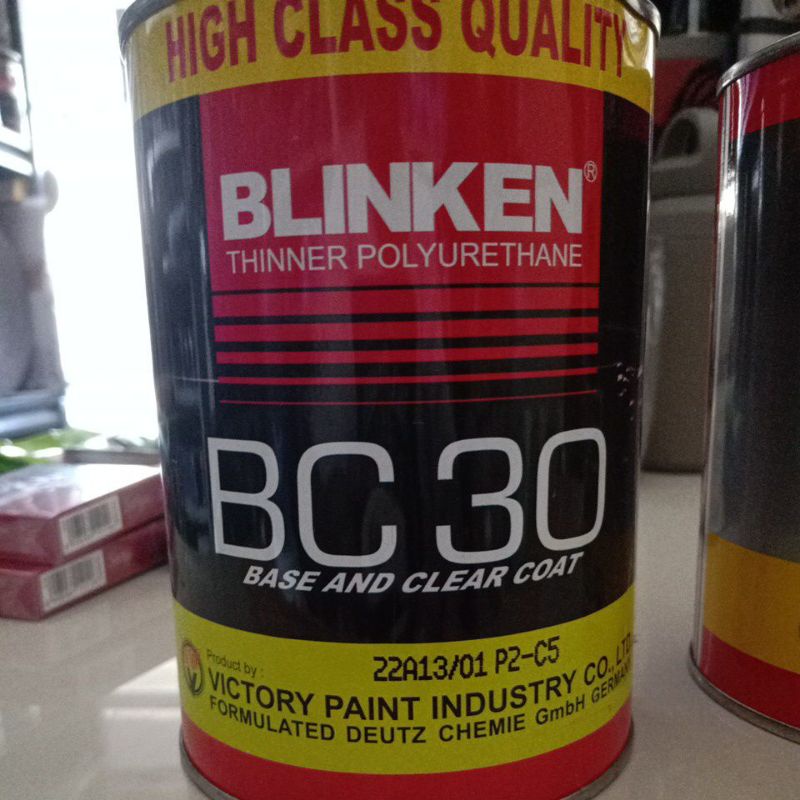 HIGH CLASS QUALITY
BLINKEN®
THINNER POLYURETHANE
BC 30
BASE AND CLEAR COAT
22A13/01 P2-C5
Product by :
VICTORY PAINT INDUSTRY CO., LTD.
FORMULATED DEUTZ CHEMIE GmbH GERMANY